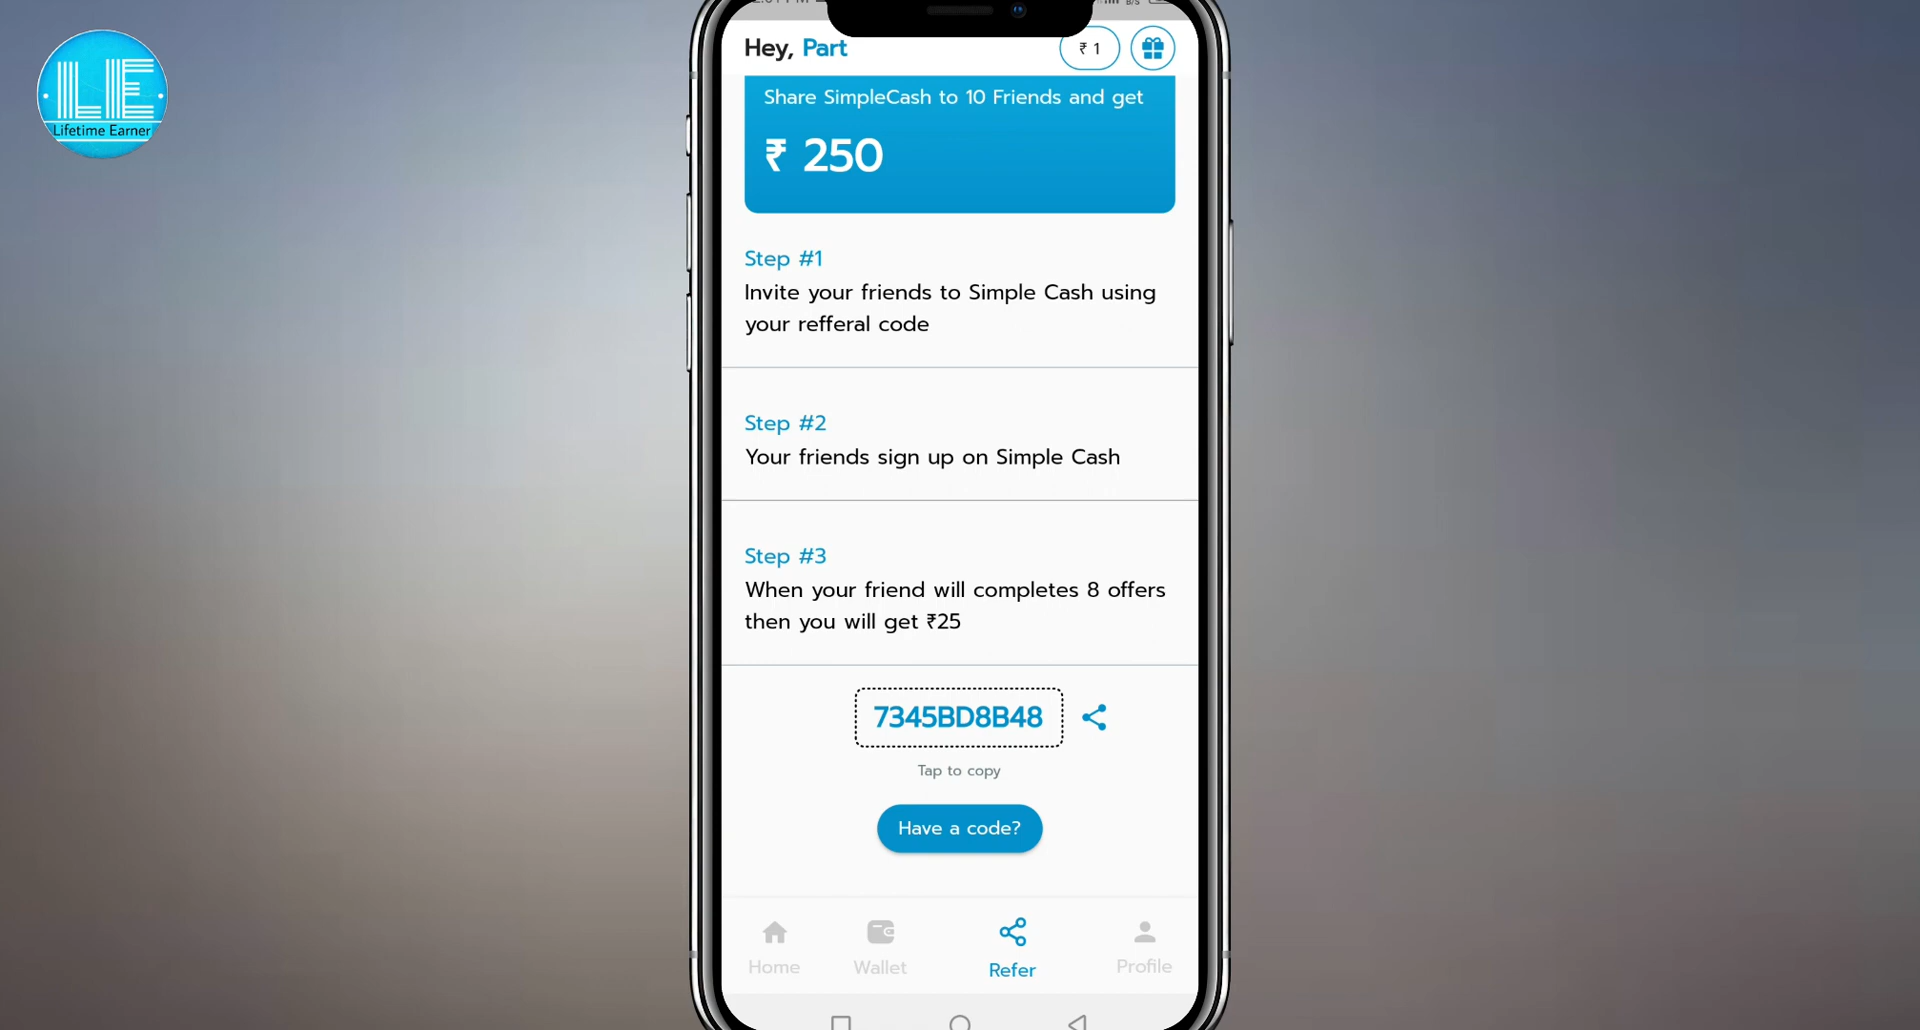 LE
Lifetime Earner
Hey, Part
₹ 1
Share SimpleCash to 10 Friends and get
₹ 250
Step #1
Invite your friends to Simple Cash using
your refferal code
Step #2
Your friends sign up on Simple Cash
Step #3
When your friend will completes 8 offers
then you will get ₹25
7345BD8B48
Tap to copy
Have a code?
Home
Wallet
Refer
Profile